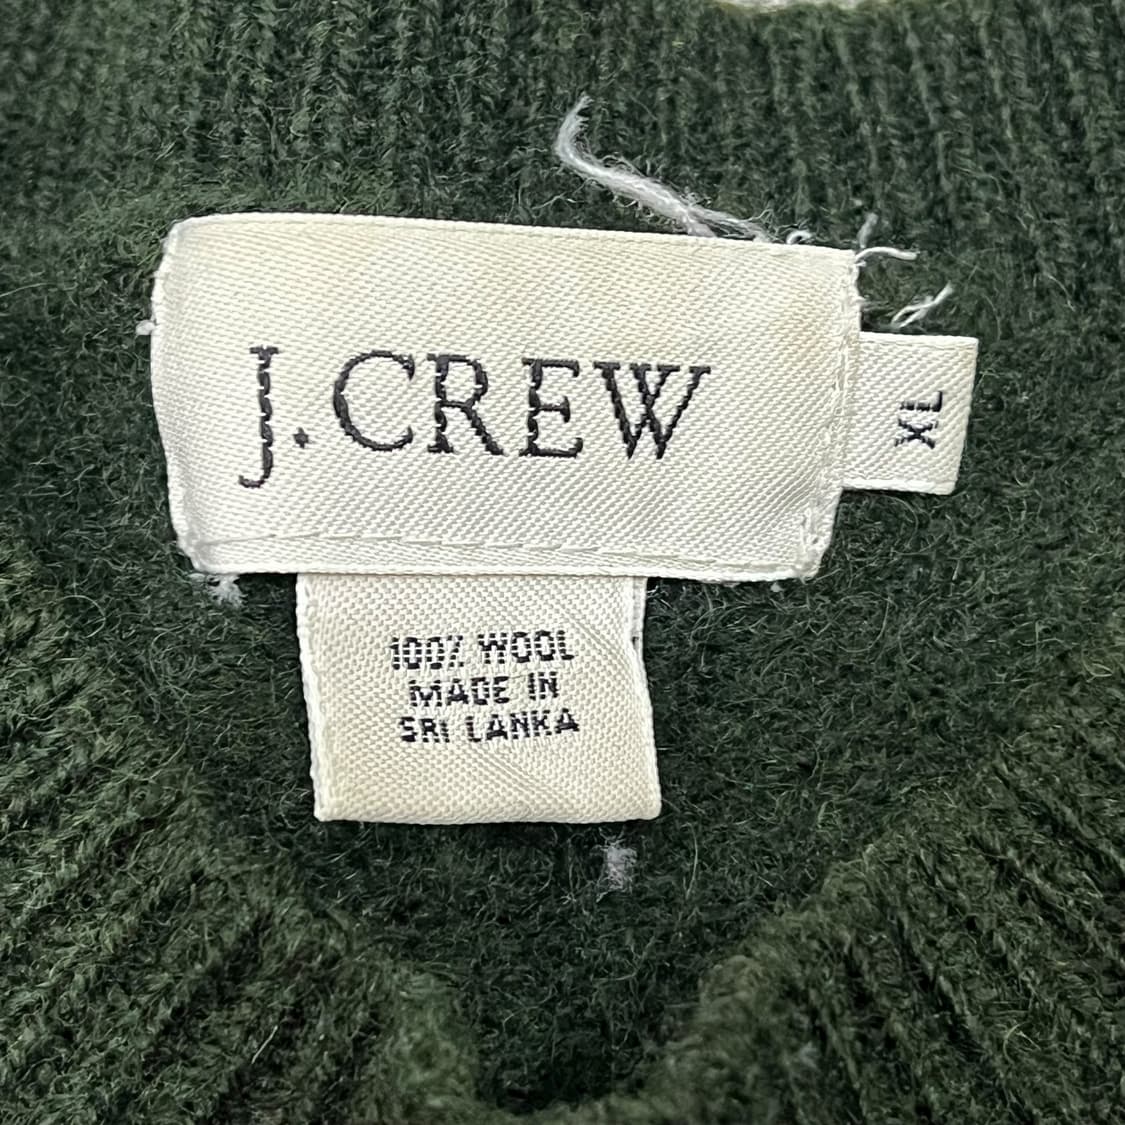 J.CREW
XL
100% WOOL
MADE IN
SRI LANKA